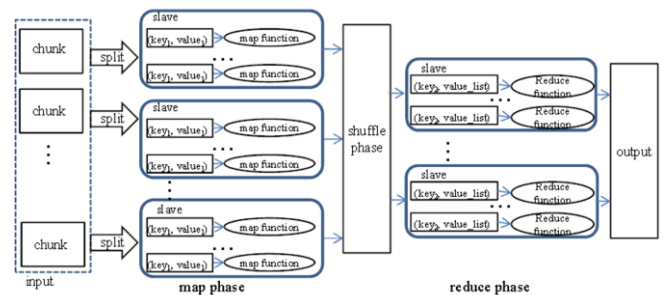 slave
chunk
split
(key₁, value₁)
map function
...
(key₁, value₁)
map function
slave
chunk
split
(key₁, value₁)
map function
...
(key₁, value₁)
map function
slave
chunk
split
(key₁, value₁)
map function
...
(key₁, value₁)
map function
input
map phase
shuffle
phase
slave
(key₂, value_list)
Reduce
function
...
(key₂, value_list)
Reduce
function
slave
(key₂, value_list)
Reduce
function
...
(key₂, value_list)
Reduce
function
reduce phase
output